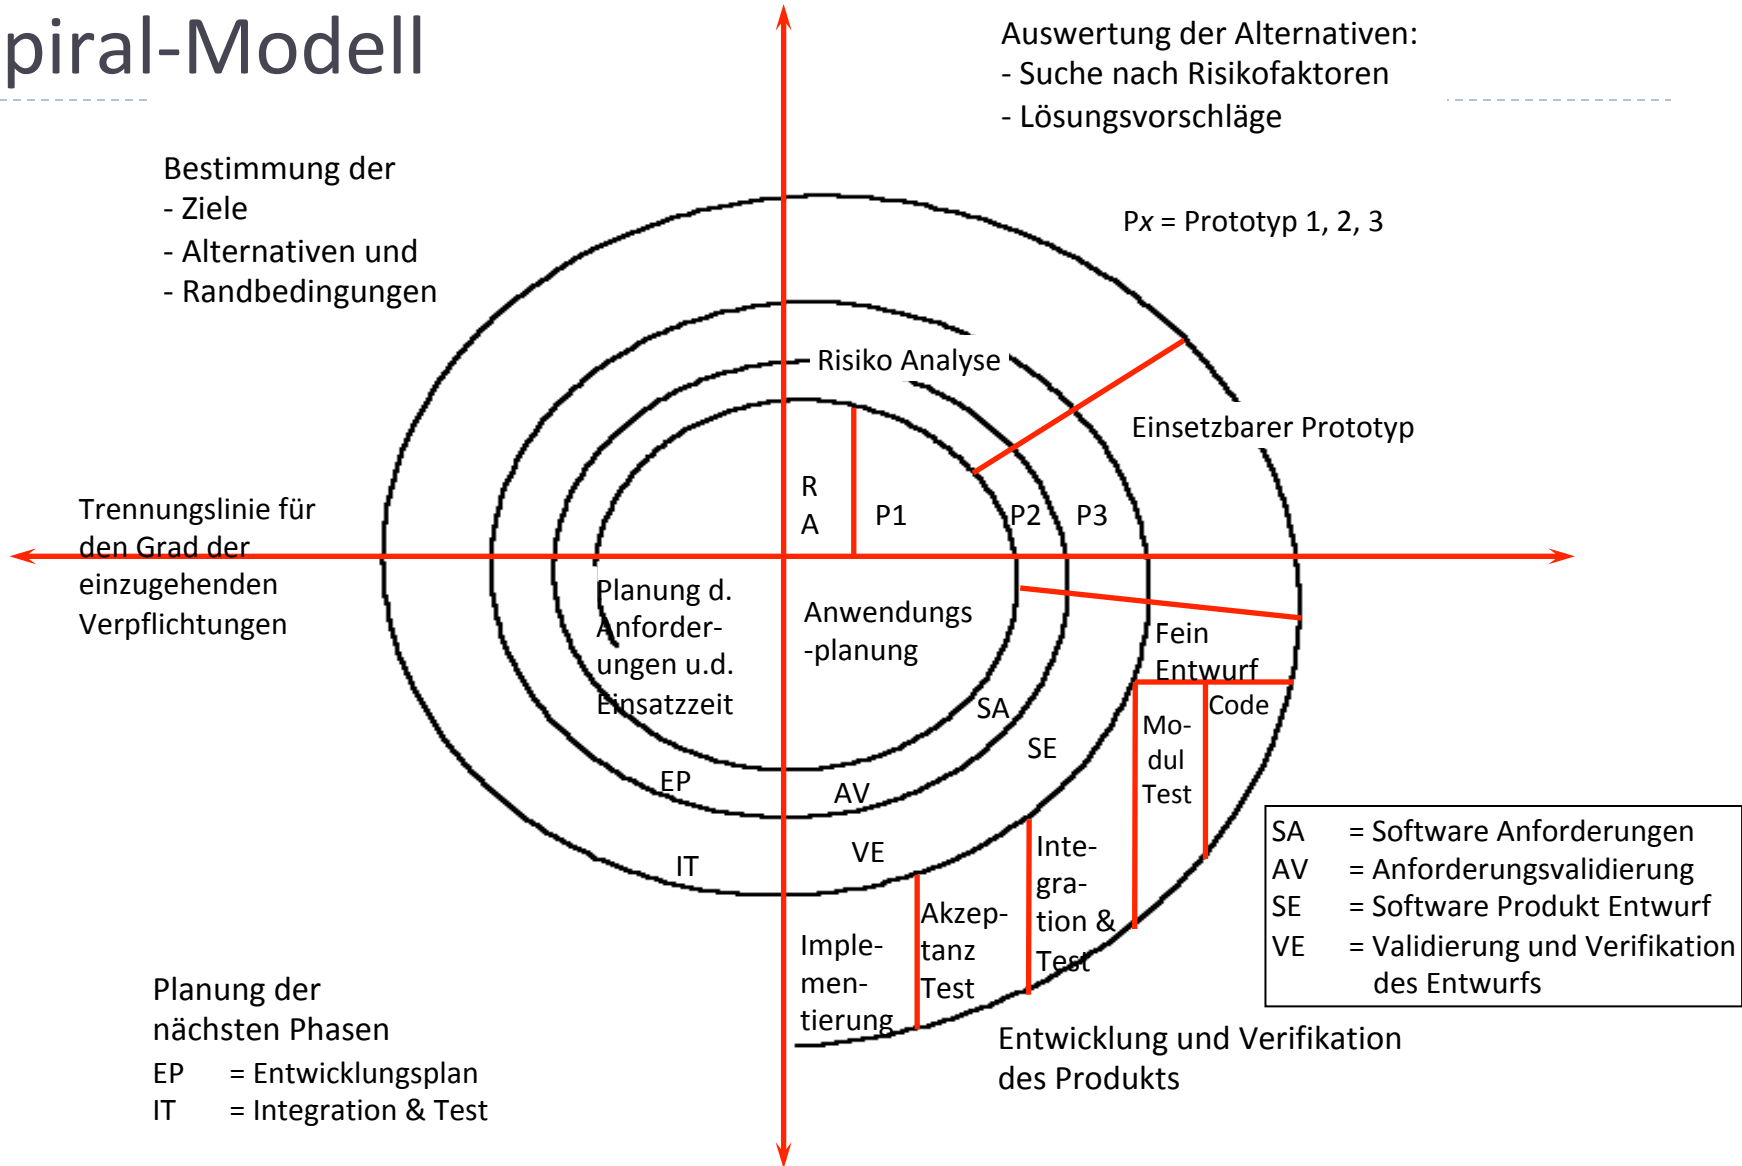 piral-Modell
Auswertung der Alternativen:
- Suche nach Risikofaktoren
- Lösungsvorschläge
Bestimmung der
- Ziele
- Alternativen und
- Randbedingungen
Px = Prototyp 1, 2, 3
Risiko Analyse
Einsetzbarer Prototyp
R
A
P1
P2
P3
Trennungslinie für
den Grad der
einzugehenden
Verpflichtungen
Planung d.
Anforder-
ungen u.d.
Einsatzzeit
Anwendungs
-planung
Fein
Entwurf
SA
SE
Code
Mo-
dul
Test
EP
AV
IT
VE
Inte-
gra-
tion &
Test
Akzep-
tanz
Test
Imple-
men-
tierung
SA = Software Anforderungen
AV = Anforderungsvalidierung
SE = Software Produkt Entwurf
VE = Validierung und Verifikation
des Entwurfs
Planung der
nächsten Phasen
EP = Entwicklungsplan
IT = Integration & Test
Entwicklung und Verifikation
des Produkts